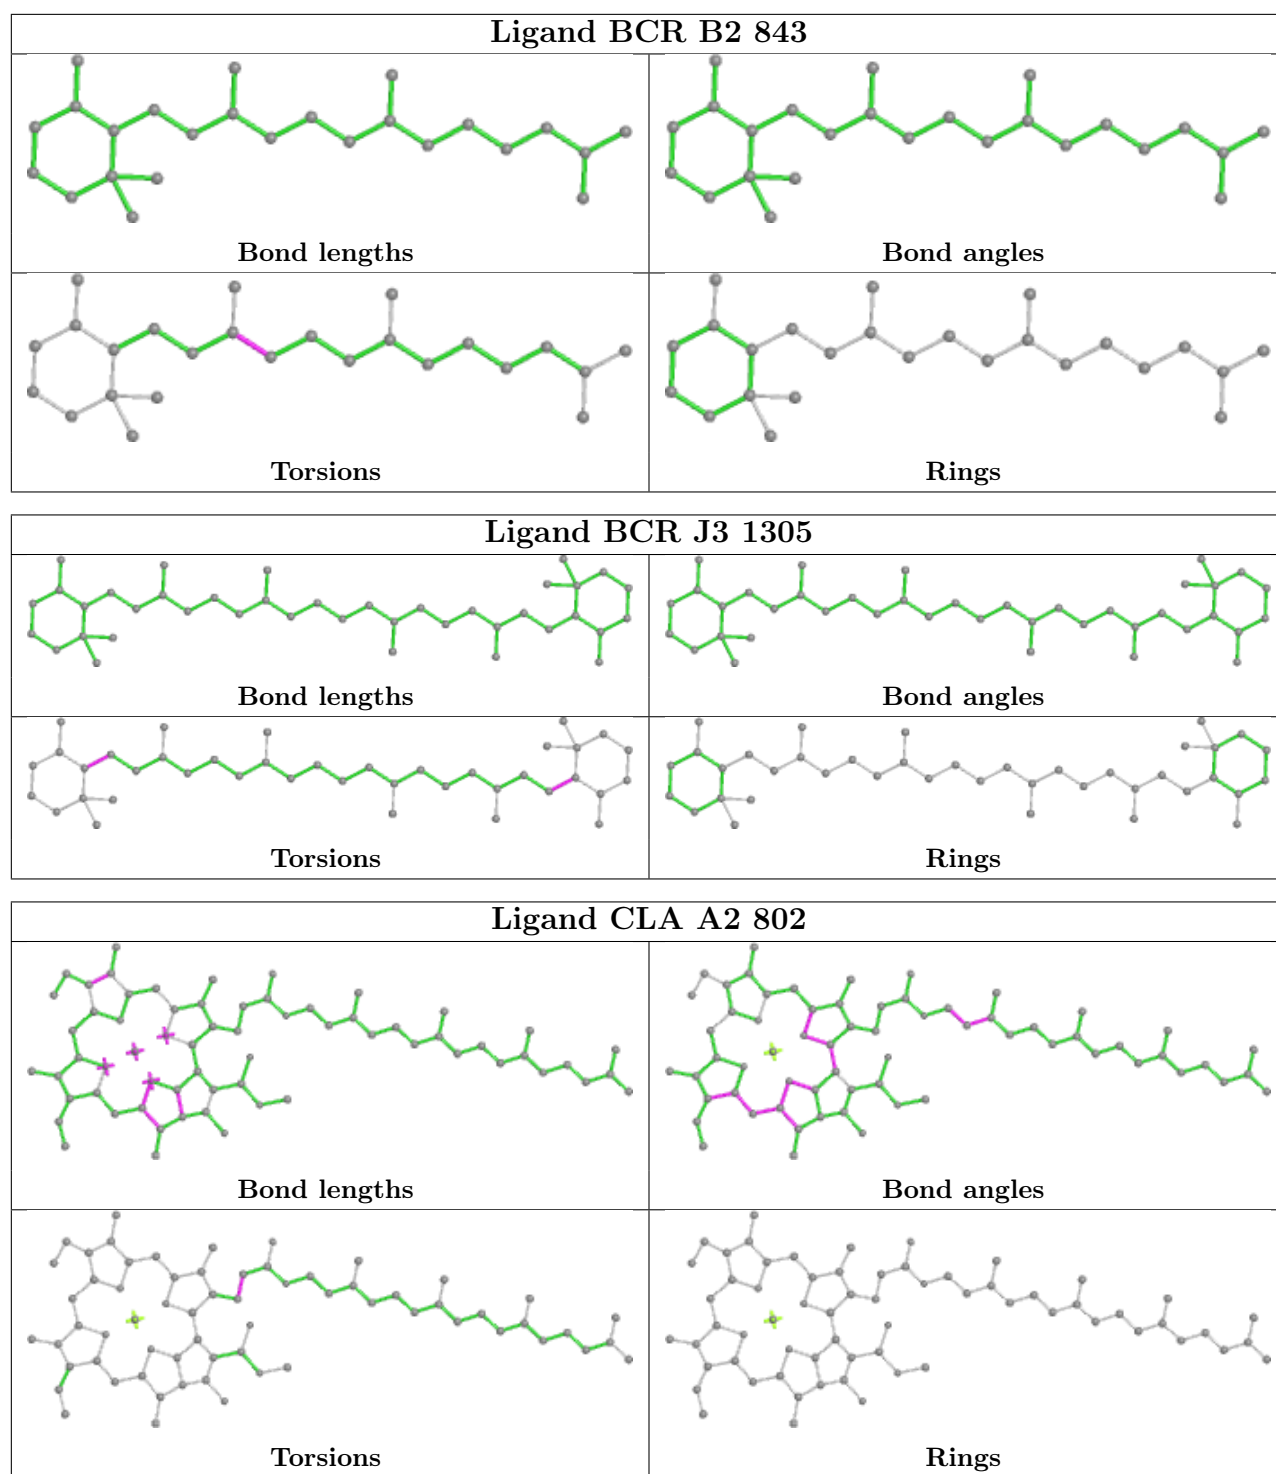 Ligand BCR B2 843
Bond lengths
Bond angles
Torsions
Rings
Ligand BCR J3 1305
Bond lengths
Bond angles
Torsions
Rings
Ligand CLA A2 802
Bond lengths
Bond angles
Torsions
Rings